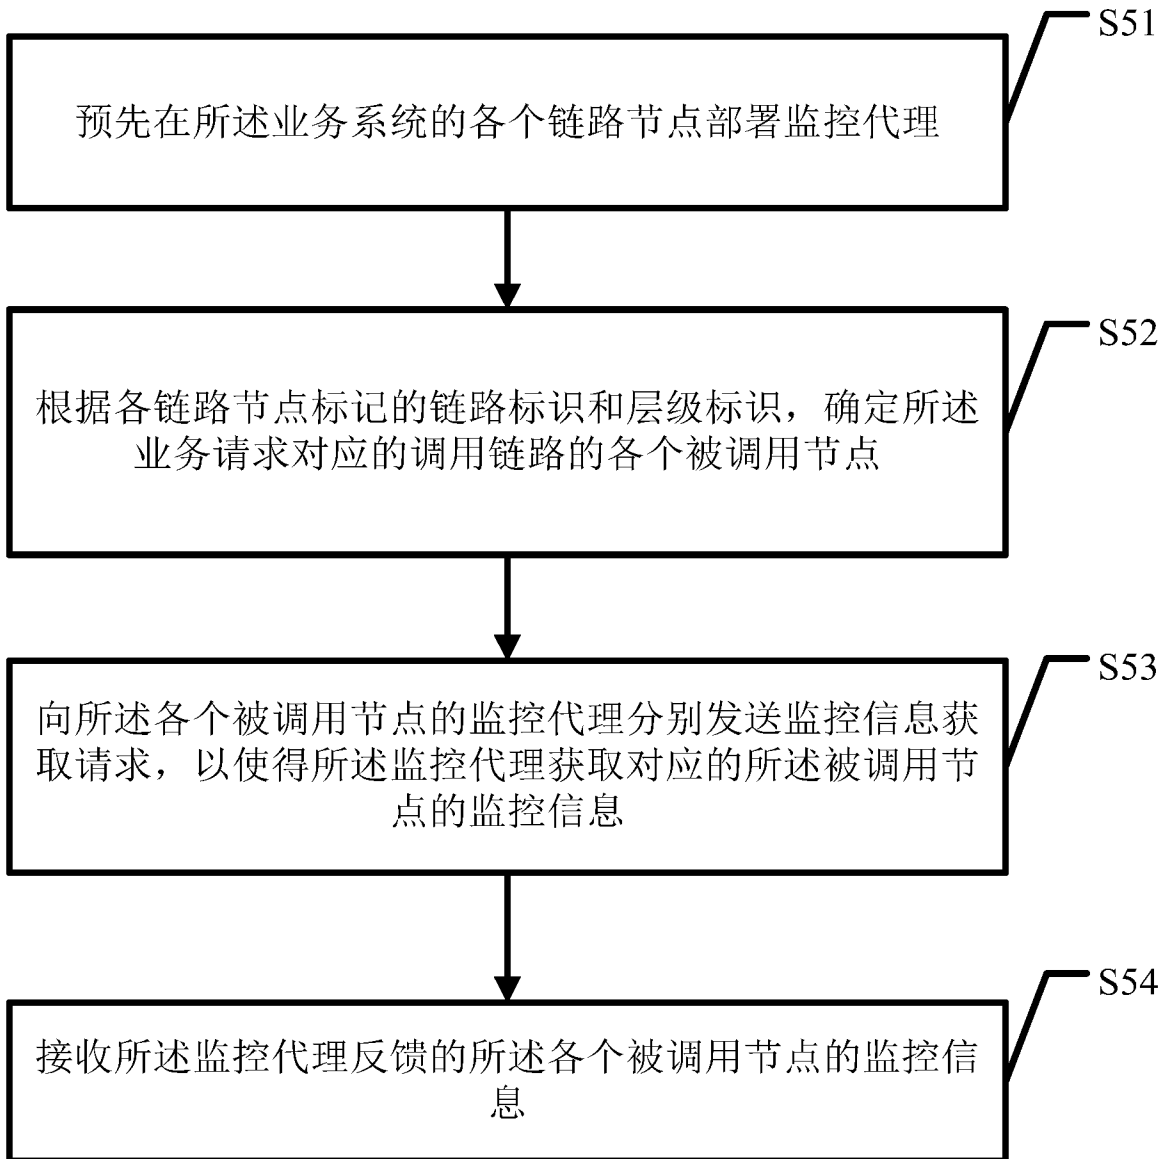 S51
预先在所述业务系统的各个链路节点部署监控代理
S52
根据各链路节点标记的链路标识和层级标识，确定所述
业务请求对应的调用链路的各个被调用节点
S53
向所述各个被调用节点的监控代理分别发送监控信息获
取请求，以使得所述监控代理获取对应的所述被调用节
点的监控信息
S54
接收所述监控代理反馈的所述各个被调用节点的监控信
息